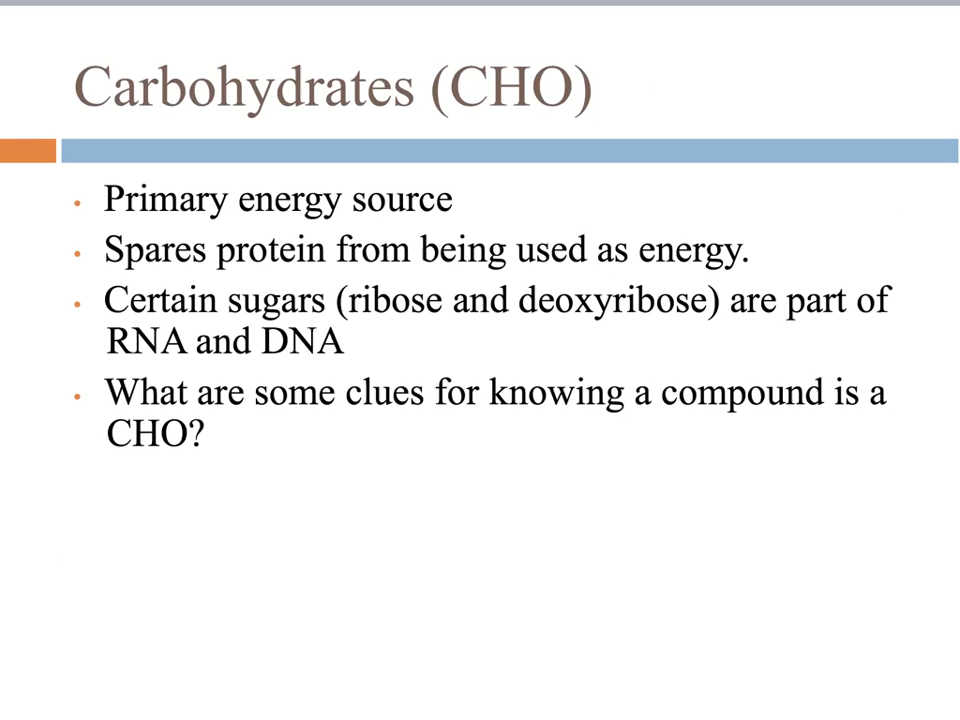 Carbohydrates (CHO)
• Primary energy source
• Spares protein from being used as energy.
• Certain sugars (ribose and deoxyribose) are part of
RNA and DNA
• What are some clues for knowing a compound is a
CHO?